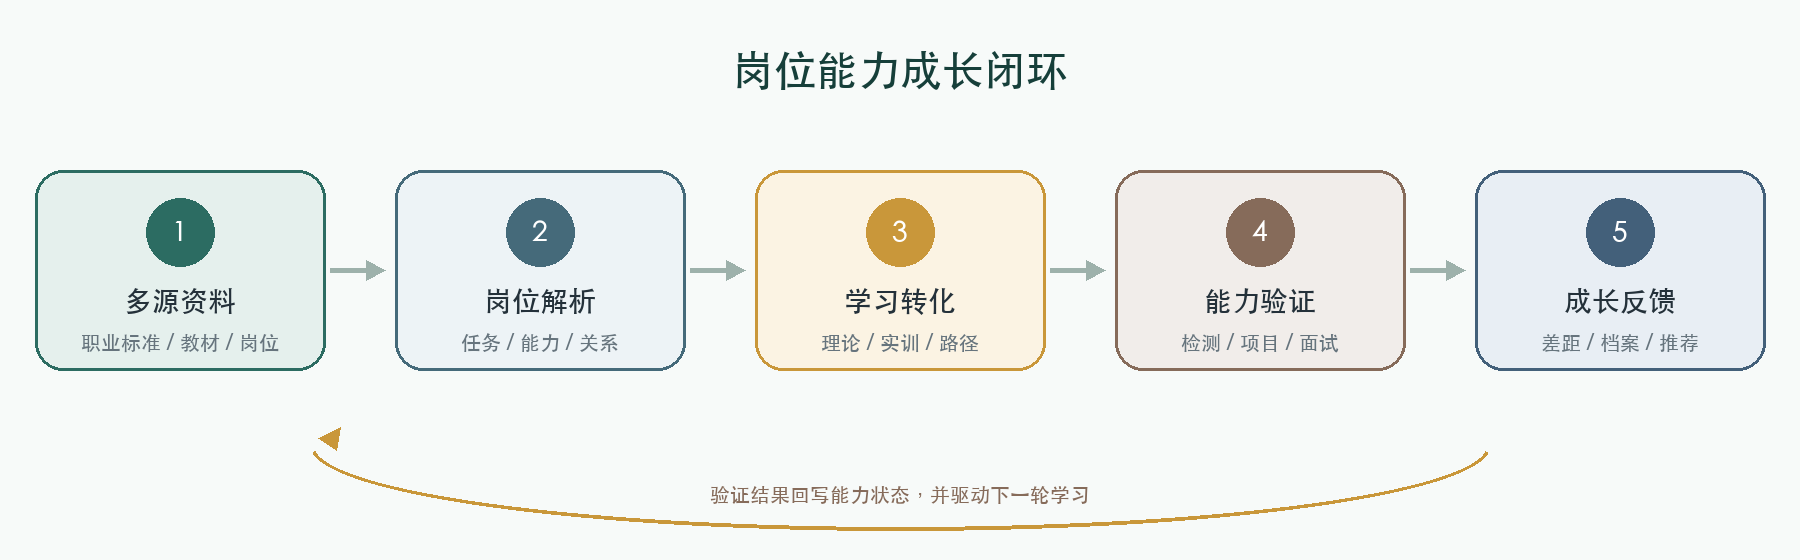 岗位能力成长闭环
1
多源资料
职业标准 / 教材 / 岗位
2
岗位解析
任务 / 能力 / 关系
3
学习转化
理论 / 实训 / 路径
4
能力验证
检测 / 项目 / 面试
5
成长反馈
差距 / 档案 / 推荐
验证结果回写能力状态，并驱动下一轮学习